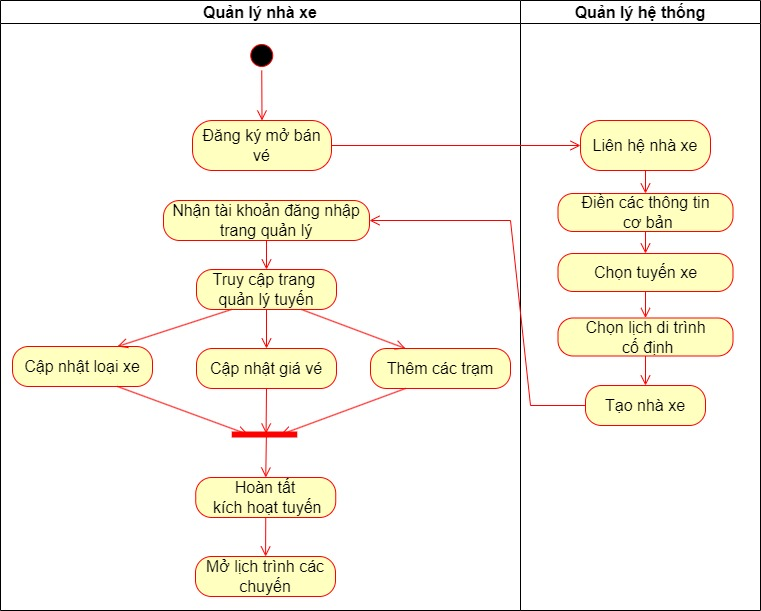 Quản lý nhà xe
Quản lý hệ thống
Đăng ký mở bán
vé
Liên hệ nhà xe
Điền các thông tin
cơ bản
Nhận tài khoản đăng nhập
trang quản lý
Chọn tuyến xe
Truy cập trang
quản lý tuyến
Chọn lịch di trình
cố định
Cập nhật loại xe
Cập nhật giá vé
Thêm các trạm
Tạo nhà xe
Hoàn tất
kích hoạt tuyến
Mở lịch trình các
chuyến